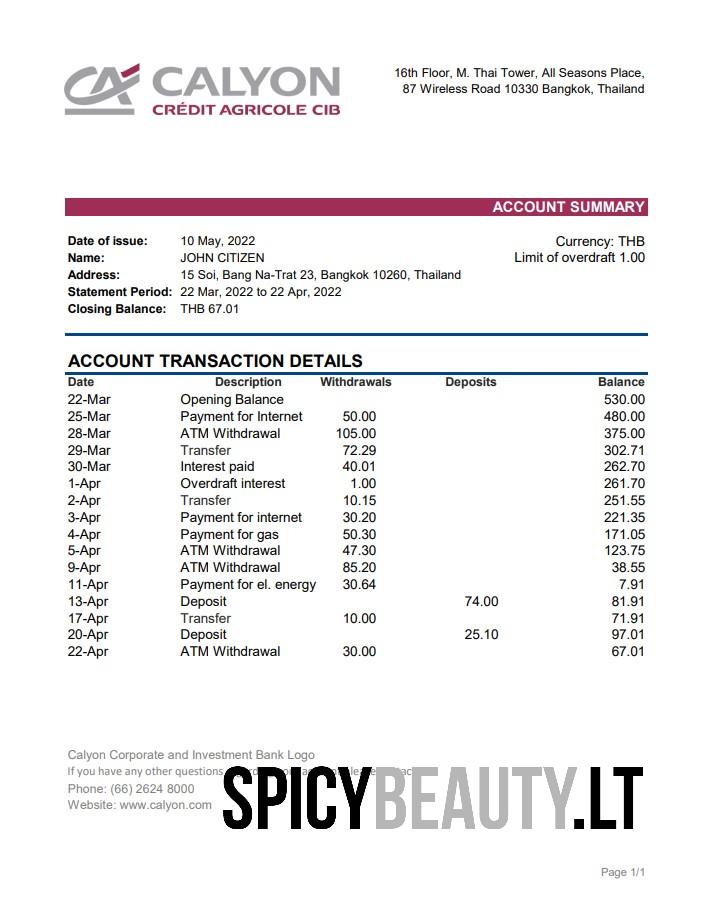 CALYON
CRÉDIT AGRICOLE CIB
16th Floor, M. Thai Tower, All Seasons Place,
87 Wireless Road 10330 Bangkok, Thailand
ACCOUNT SUMMARY
Date of issue: 10 May, 2022
Currency: THB
Name: JOHN CITIZEN
Limit of overdraft 1.00
Address: 15 Soi, Bang Na-Trat 23, Bangkok 10260, Thailand
Statement Period: 22 Mar, 2022 to 22 Apr, 2022
Closing Balance: THB 67.01
ACCOUNT TRANSACTION DETAILS
Date Description Withdrawals Deposits Balance
22-Mar Opening Balance 530.00
25-Mar Payment for Internet 50.00 480.00
28-Mar ATM Withdrawal 105.00 375.00
29-Mar Transfer 72.29 302.71
30-Mar Interest paid 40.01 262.70
1-Apr Overdraft interest 1.00 261.70
2-Apr Transfer 10.15 251.55
3-Apr Payment for internet 30.20 221.35
4-Apr Payment for gas 50.30 171.05
5-Apr ATM Withdrawal 47.30 123.75
9-Apr ATM Withdrawal 85.20 38.55
11-Apr Payment for el. energy 30.64 7.91
13-Apr Deposit 74.00 81.91
17-Apr Transfer 10.00 71.91
20-Apr Deposit 25.10 97.01
22-Apr ATM Withdrawal 30.00 67.01
Calyon Corporate and Investment Bank Logo
If you have any other questions
Phone: (66) 2624 8000
Website: www.calyon.com
SPICYBEAUTY.LT
Page 1/1